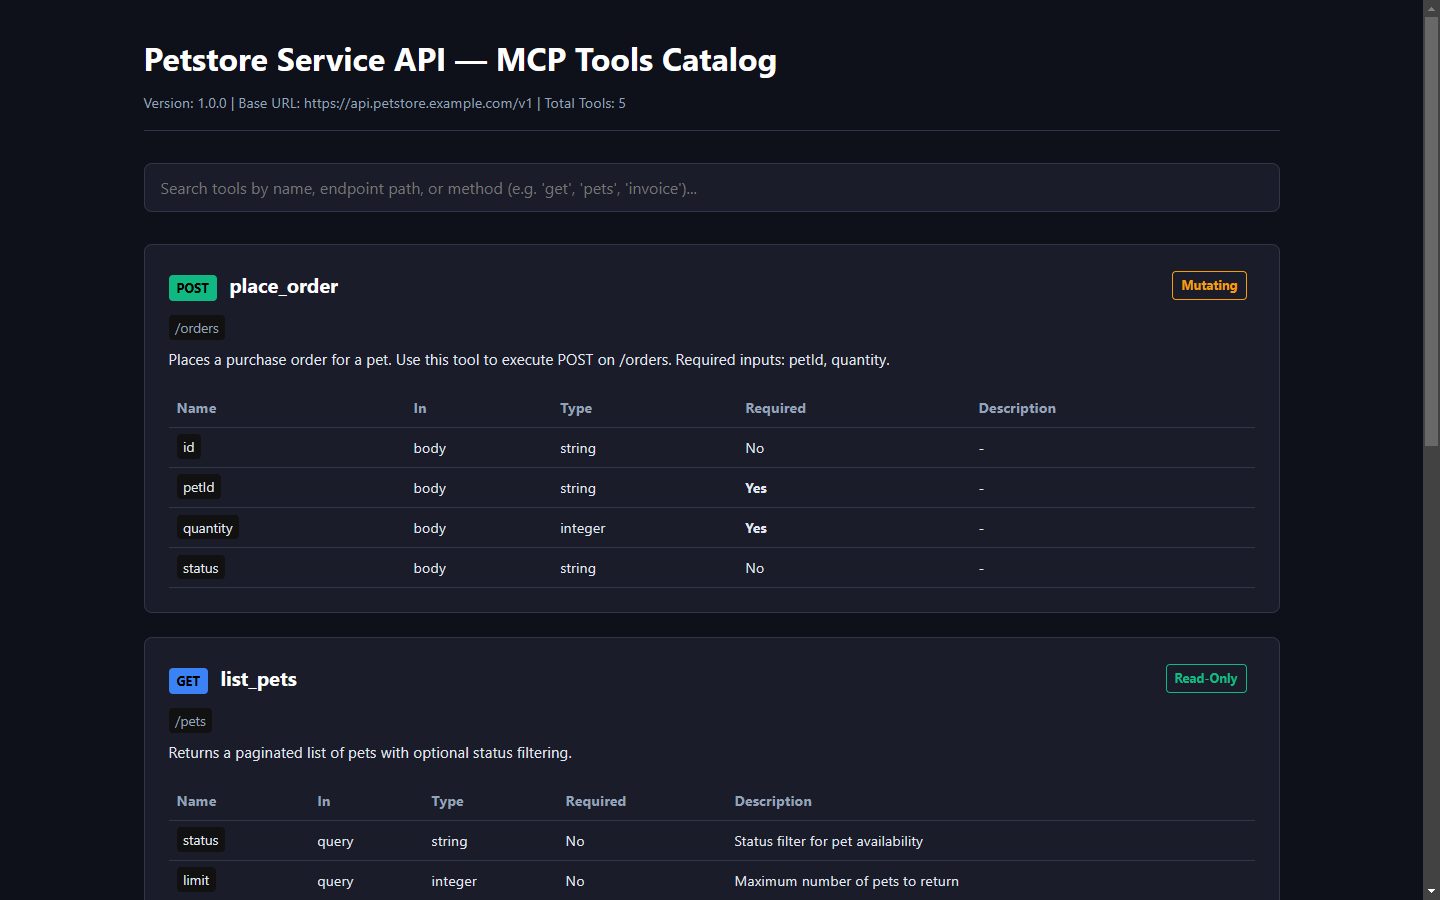 Petstore Service API — MCP Tools Catalog
Version: 1.0.0 | Base URL: https://api.petstore.example.com/v1 | Total Tools: 5
Search tools by name, endpoint path, or method (e.g. 'get', 'pets', 'invoice')...
POST place_order Mutating
/orders
Places a purchase order for a pet. Use this tool to execute POST on /orders. Required inputs: petId, quantity.
Name In Type Required Description
id body string No -
petId body string Yes -
quantity body integer Yes -
status body string No -
GET list_pets Read-Only
/pets
Returns a paginated list of pets with optional status filtering.
Name In Type Required Description
status query string No Status filter for pet availability
limit query integer No Maximum number of pets to return